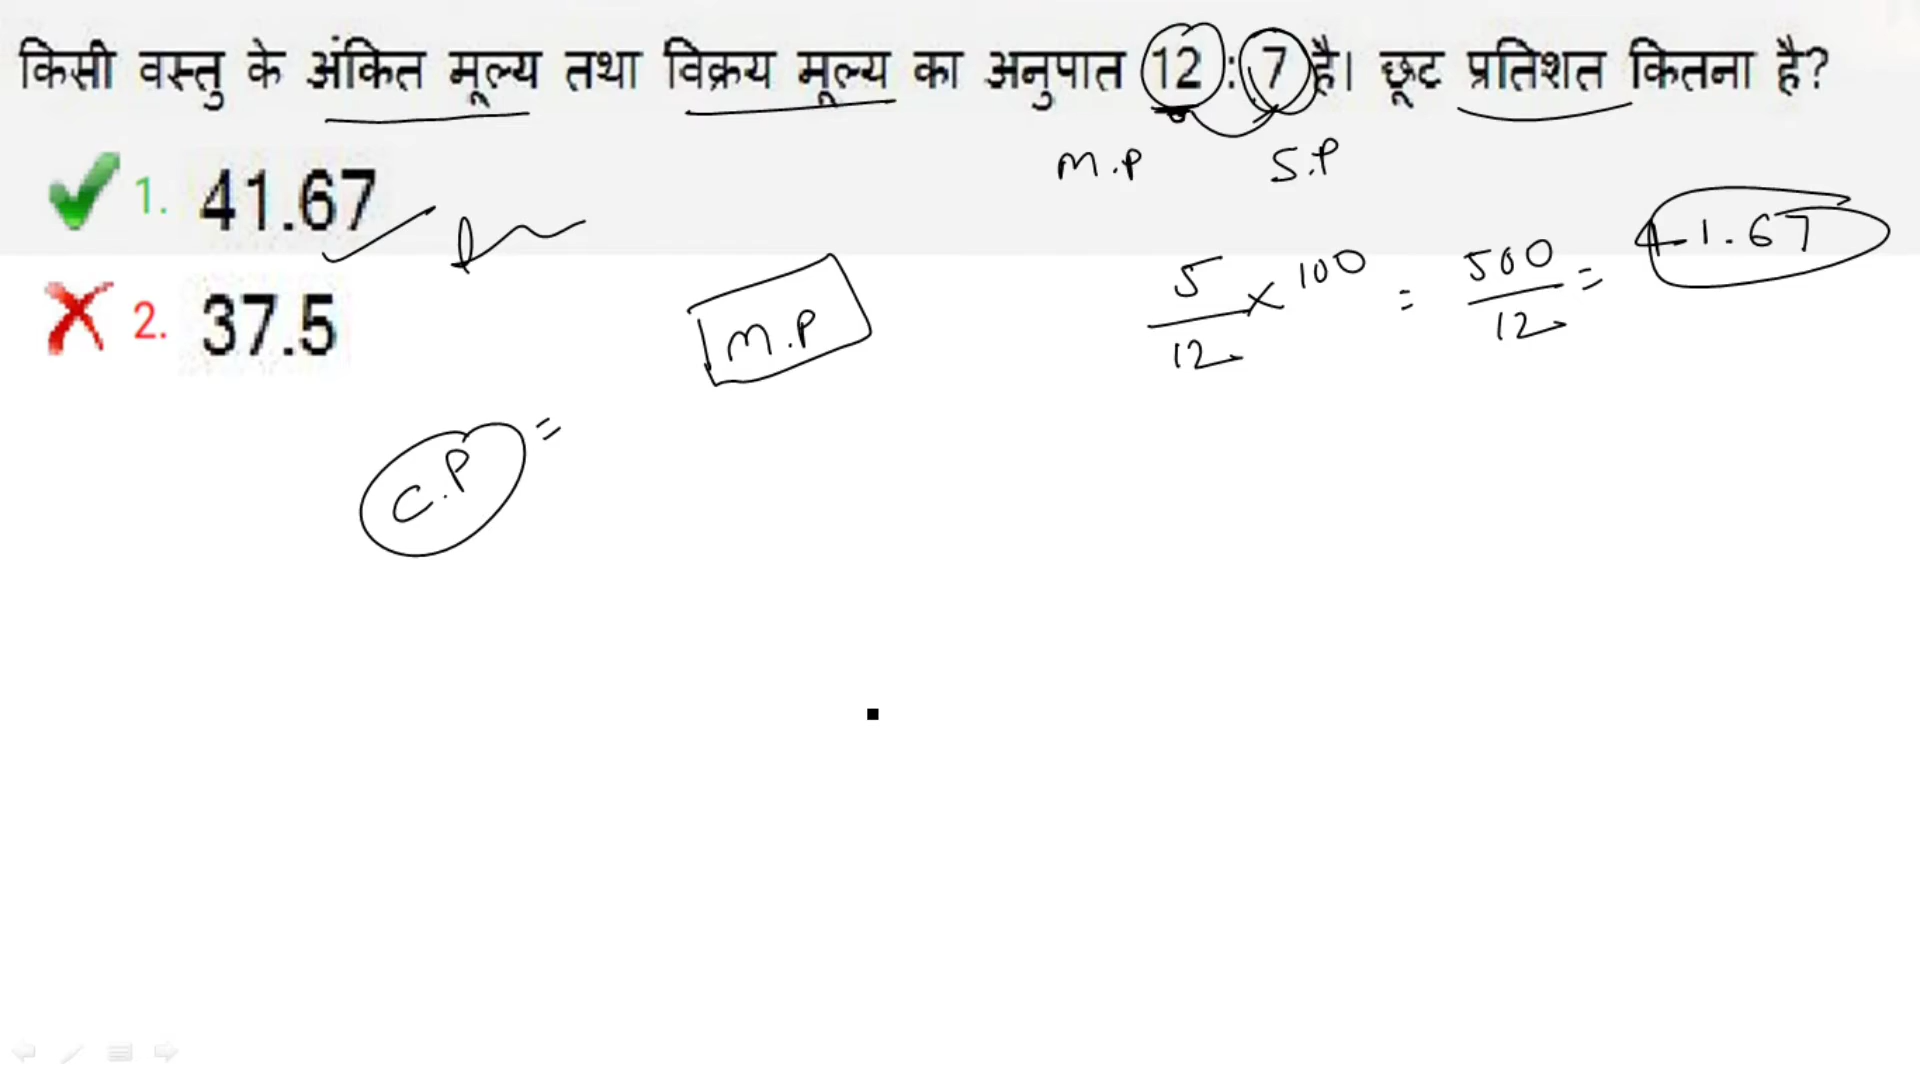 किसी वस्तु के अंकित मूल्य तथा विक्रय मूल्य का अनुपात 12 : 7 है। छूट प्रतिशत कितना है?
M.P S.P
1. 41.67
5/12 × 100 = 500/12 = 41.67
2. 37.5
M.P
C.P =